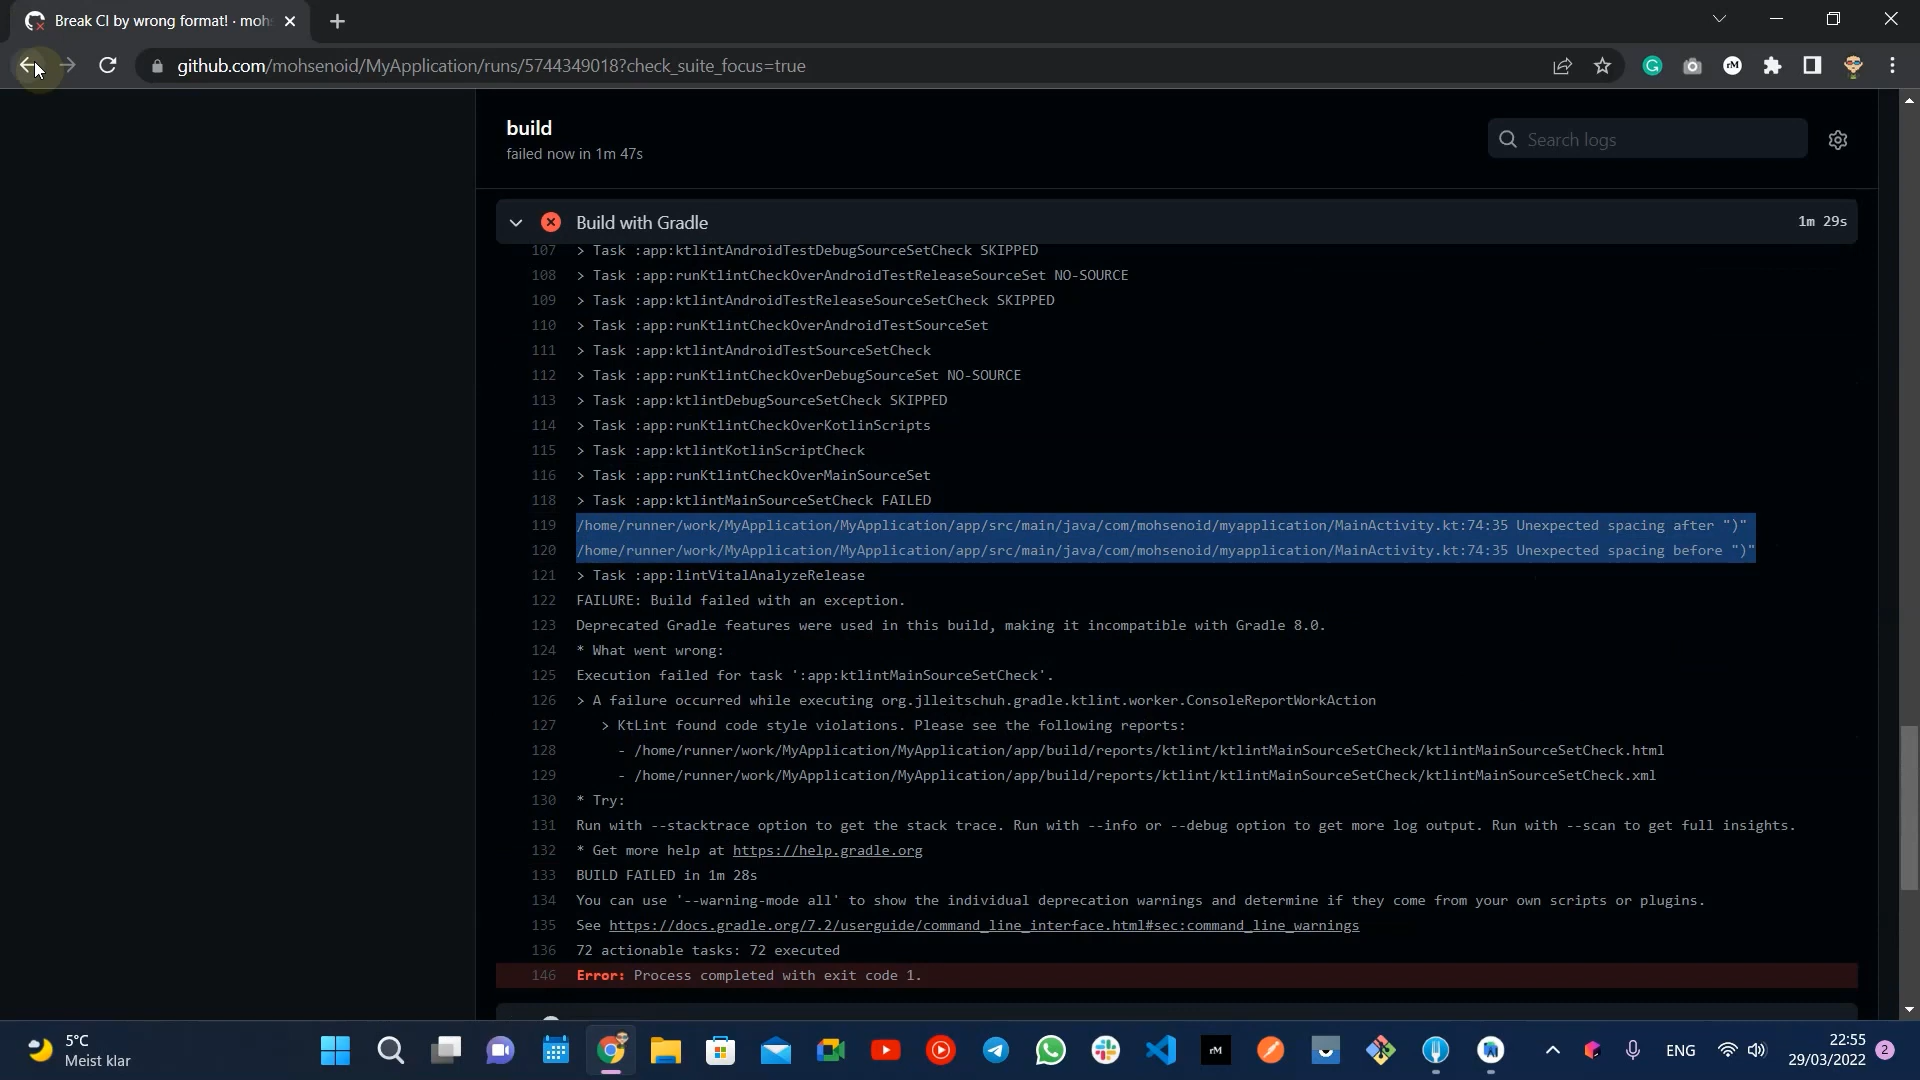 Break CI by wrong format! · moh
github.com/mohsenoid/MyApplication/runs/5744349018?check_suite_focus=true
build
failed now in 1m 47s
Search logs
Build with Gradle
1m 29s
107 > Task :app:ktlintAndroidTestDebugSourceSetCheck SKIPPED
108 > Task :app:runKtlintCheckOverAndroidTestReleaseSourceSet NO-SOURCE
109 > Task :app:ktlintAndroidTestReleaseSourceSetCheck SKIPPED
110 > Task :app:runKtlintCheckOverAndroidTestSourceSet
111 > Task :app:ktlintAndroidTestSourceSetCheck
112 > Task :app:runKtlintCheckOverDebugSourceSet NO-SOURCE
113 > Task :app:ktlintDebugSourceSetCheck SKIPPED
114 > Task :app:runKtlintCheckOverKotlinScripts
115 > Task :app:ktlintKotlinScriptCheck
116 > Task :app:runKtlintCheckOverMainSourceSet
118 > Task :app:ktlintMainSourceSetCheck FAILED
119 /home/runner/work/MyApplication/MyApplication/app/src/main/java/com/mohsenoid/myapplication/MainActivity.kt:74:35 Unexpected spacing after ")"
120 /home/runner/work/MyApplication/MyApplication/app/src/main/java/com/mohsenoid/myapplication/MainActivity.kt:74:35 Unexpected spacing before ")"
121 > Task :app:lintVitalAnalyzeRelease
122 FAILURE: Build failed with an exception.
123 Deprecated Gradle features were used in this build, making it incompatible with Gradle 8.0.
124 * What went wrong:
125 Execution failed for task ':app:ktlintMainSourceSetCheck'.
126 > A failure occurred while executing org.jlleitschuh.gradle.ktlint.worker.ConsoleReportWorkAction
127 > KtLint found code style violations. Please see the following reports:
128 - /home/runner/work/MyApplication/MyApplication/app/build/reports/ktlint/ktlintMainSourceSetCheck/ktlintMainSourceSetCheck.html
129 - /home/runner/work/MyApplication/MyApplication/app/build/reports/ktlint/ktlintMainSourceSetCheck/ktlintMainSourceSetCheck.xml
130 * Try:
131 Run with --stacktrace option to get the stack trace. Run with --info or --debug option to get more log output. Run with --scan to get full insights.
132 * Get more help at https://help.gradle.org
133 BUILD FAILED in 1m 28s
134 You can use '--warning-mode all' to show the individual deprecation warnings and determine if they come from your own scripts or plugins.
135 See https://docs.gradle.org/7.2/userguide/command_line_interface.html#sec:command_line_warnings
136 72 actionable tasks: 72 executed
146 Error: Process completed with exit code 1.
5°C
Meist klar
rM
ENG
22:55
29/03/2022
2